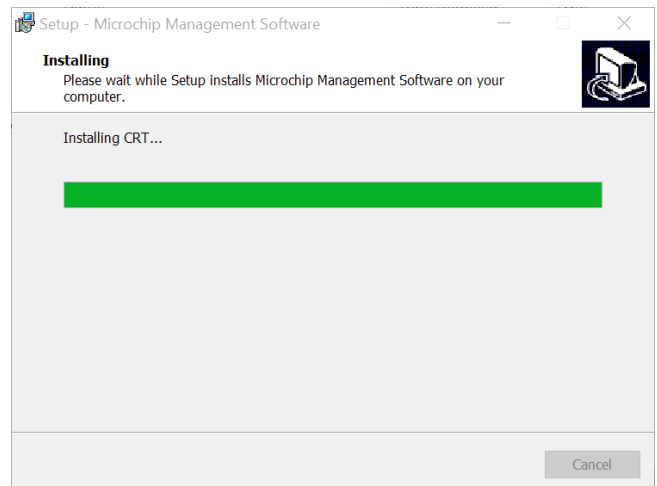 Setup - Microchip Management Software
Installing
Please wait while Setup installs Microchip Management Software on your
computer.
Installing CRT...
Cancel